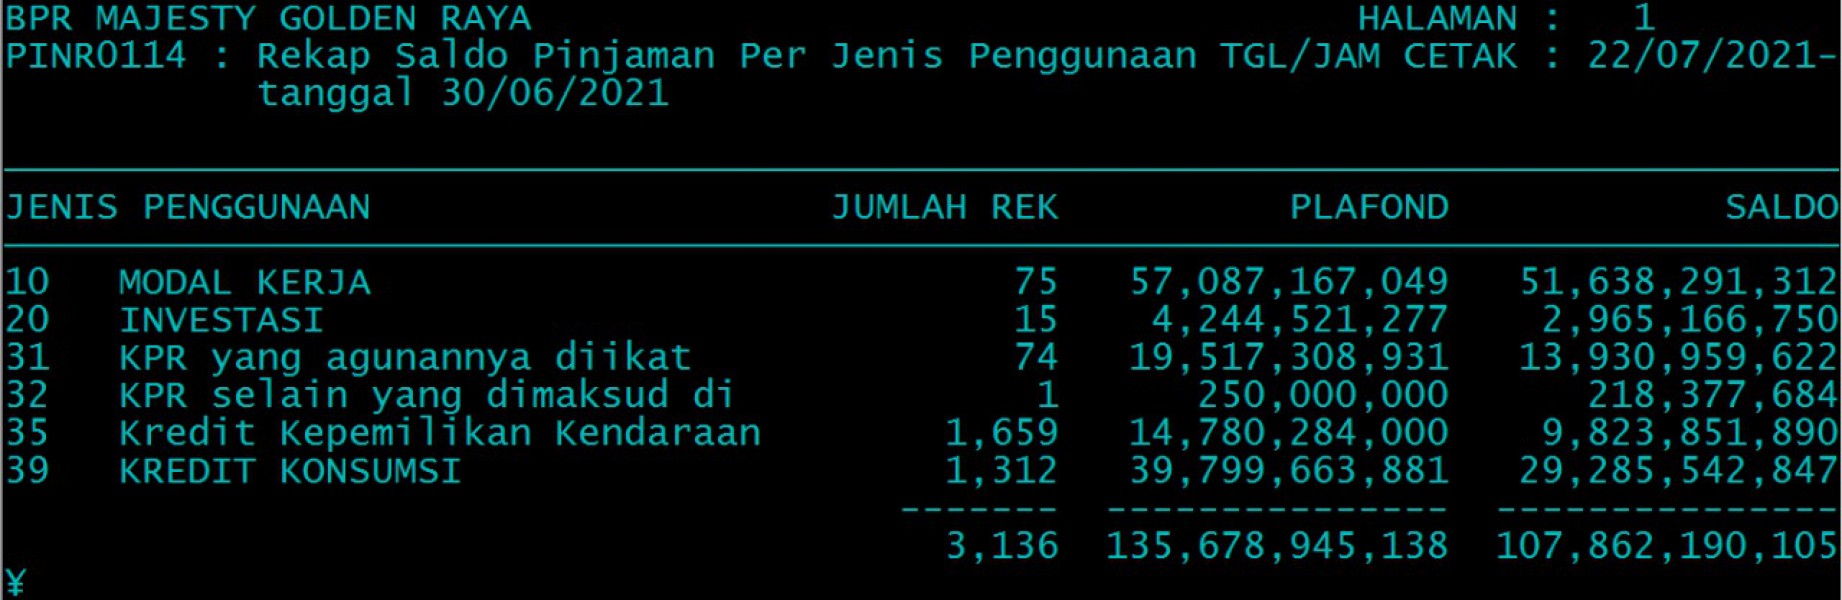 BPR MAJESTY GOLDEN RAYA HALAMAN : 1
PINR0114 : Rekap Saldo Pinjaman Per Jenis Penggunaan TGL/JAM CETAK : 22/07/2021-
tanggal 30/06/2021
JENIS PENGGUNAAN JUMLAH REK PLAFOND SALDO
10 MODAL KERJA 75 57,087,167,049 51,638,291,312
20 INVESTASI 15 4,244,521,277 2,965,166,750
31 KPR yang agunannya diikat 74 19,517,308,931 13,930,959,622
32 KPR selain yang dimaksud di 1 250,000,000 218,377,684
35 Kredit Kepemilikan Kendaraan 1,659 14,780,284,000 9,823,851,890
39 KREDIT KONSUMSI 1,312 39,799,663,881 29,285,542,847
------- --------------- ---------------
3,136 135,678,945,138 107,862,190,105
¥